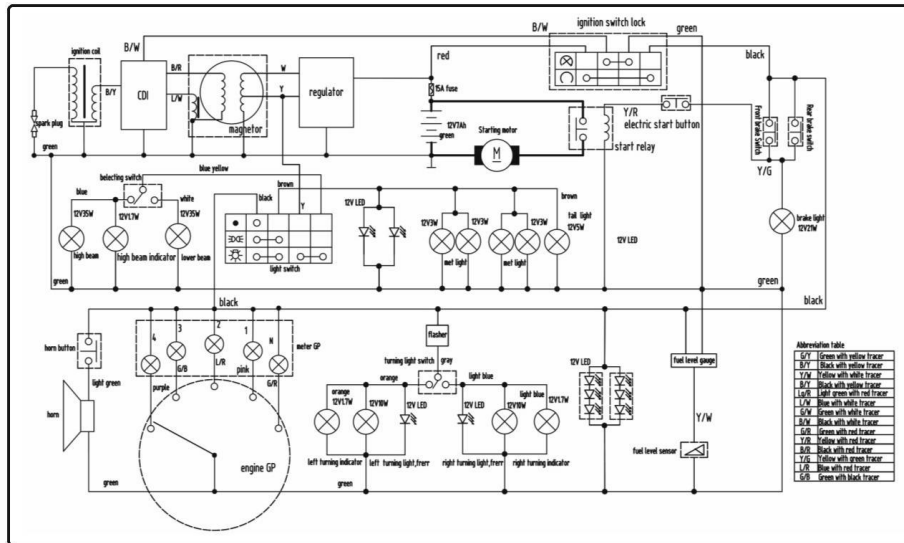 ignition switch lock
B/W
green
B/W
red
black
ignition coil
B/R
W
B/Y
CDI
L/W
Y
regulator
15A fuse
magnetor
Y/R
electric start button
spark plug
12V7Ah
green
Starting motor
M
start relay
Front brake Switch
Rear brake switch
green
Y/G
blue yellow
belecting switch
brown
blue
white
black
Y
brown
12V35W
12V1.7W
12V35W
12V LED
12V3W
12V3W
12V3W
12V3W
tail light
12V5W
12V LED
brake light
12V21W
high beam
high beam indicator
lower beam
light switch
met light
met light
green
green
black
black
horn button
4
3
2
1
N
meter GP
flasher
G/B
L/R
pink
G/R
purple
turning light switch
gray
12V LED
fuel level gauge
light green
orange
light blue
orange
12V1.7W
12V10W
12V LED
12V LED
12V10W
light blue
12V1.7W
horn
Y/W
engine GP
fuel level sensor
left turning indicator
left turning light,frerr
right turning light,frerr
right turning indicator
green
green
Abbreviation table
G/Y Green with yellow tracer
B/Y Black with yellow tracer
Y/W Yellow with white tracer
B/Y Black with yellow tracer
Lg/R Light green with red tracer
L/W Blue with white tracer
G/W Green with white tracer
B/W Black with white tracer
G/R Green with red tracer
Y/R Yellow with red tracer
B/R Black with red tracer
Y/G Yellow with green tracer
L/R Blue with red tracer
G/B Green with black tracer